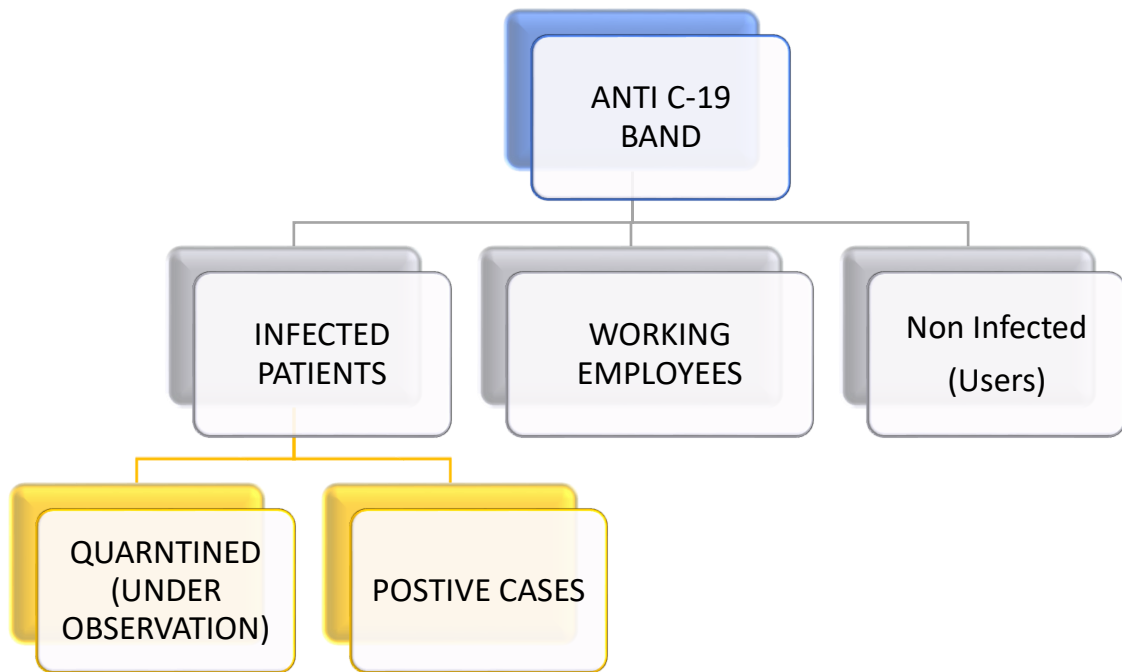 ANTI C-19
BAND
INFECTED
PATIENTS
WORKING
EMPLOYEES
Non Infected
(Users)
QUARNTINED
(UNDER
OBSERVATION)
POSTIVE CASES